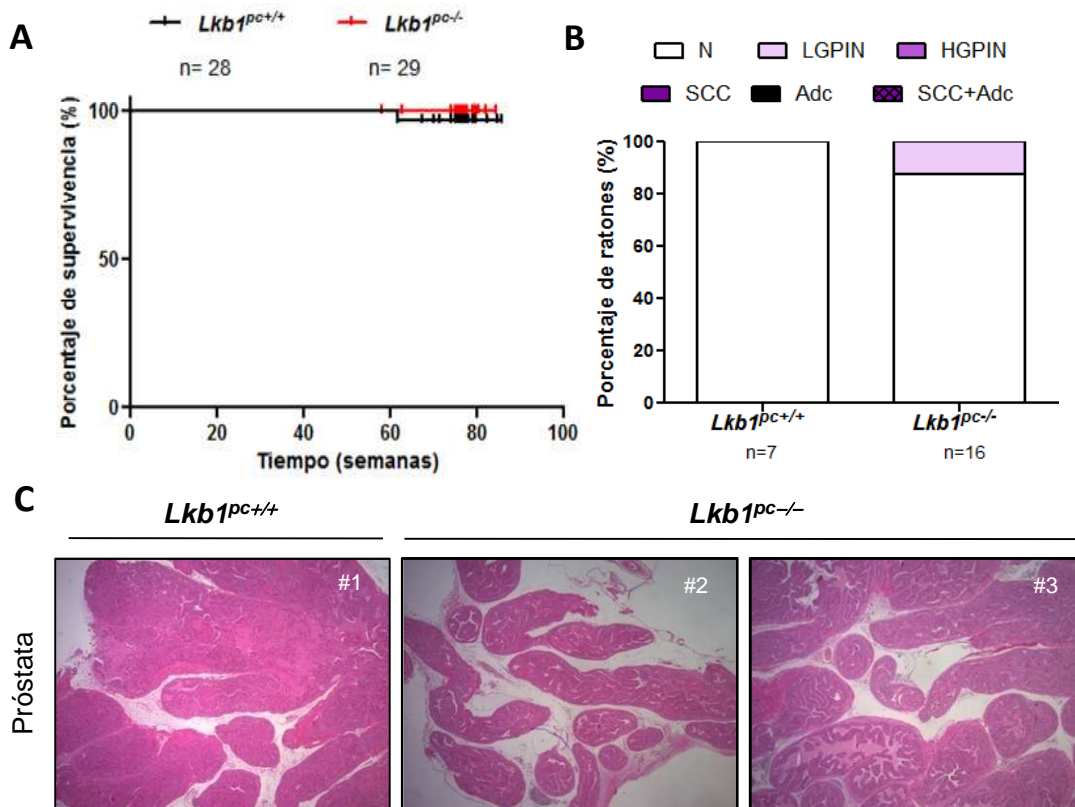 A
Lkb1pc+/+ Lkb1pc-/-
n= 28 n= 29
Porcentaje de supervivencia (%)
100
50
0
0 20 40 60 80 100
Tiempo (semanas)
B
N LGPIN HGPIN
SCC Adc SCC+Adc
Porcentaje de ratones (%)
100
80
60
40
20
0
Lkb1pc+/+ Lkb1pc-/-
n=7 n=16
C
Lkb1pc+/+ Lkb1pc–/–
Próstata
#1 #2 #3